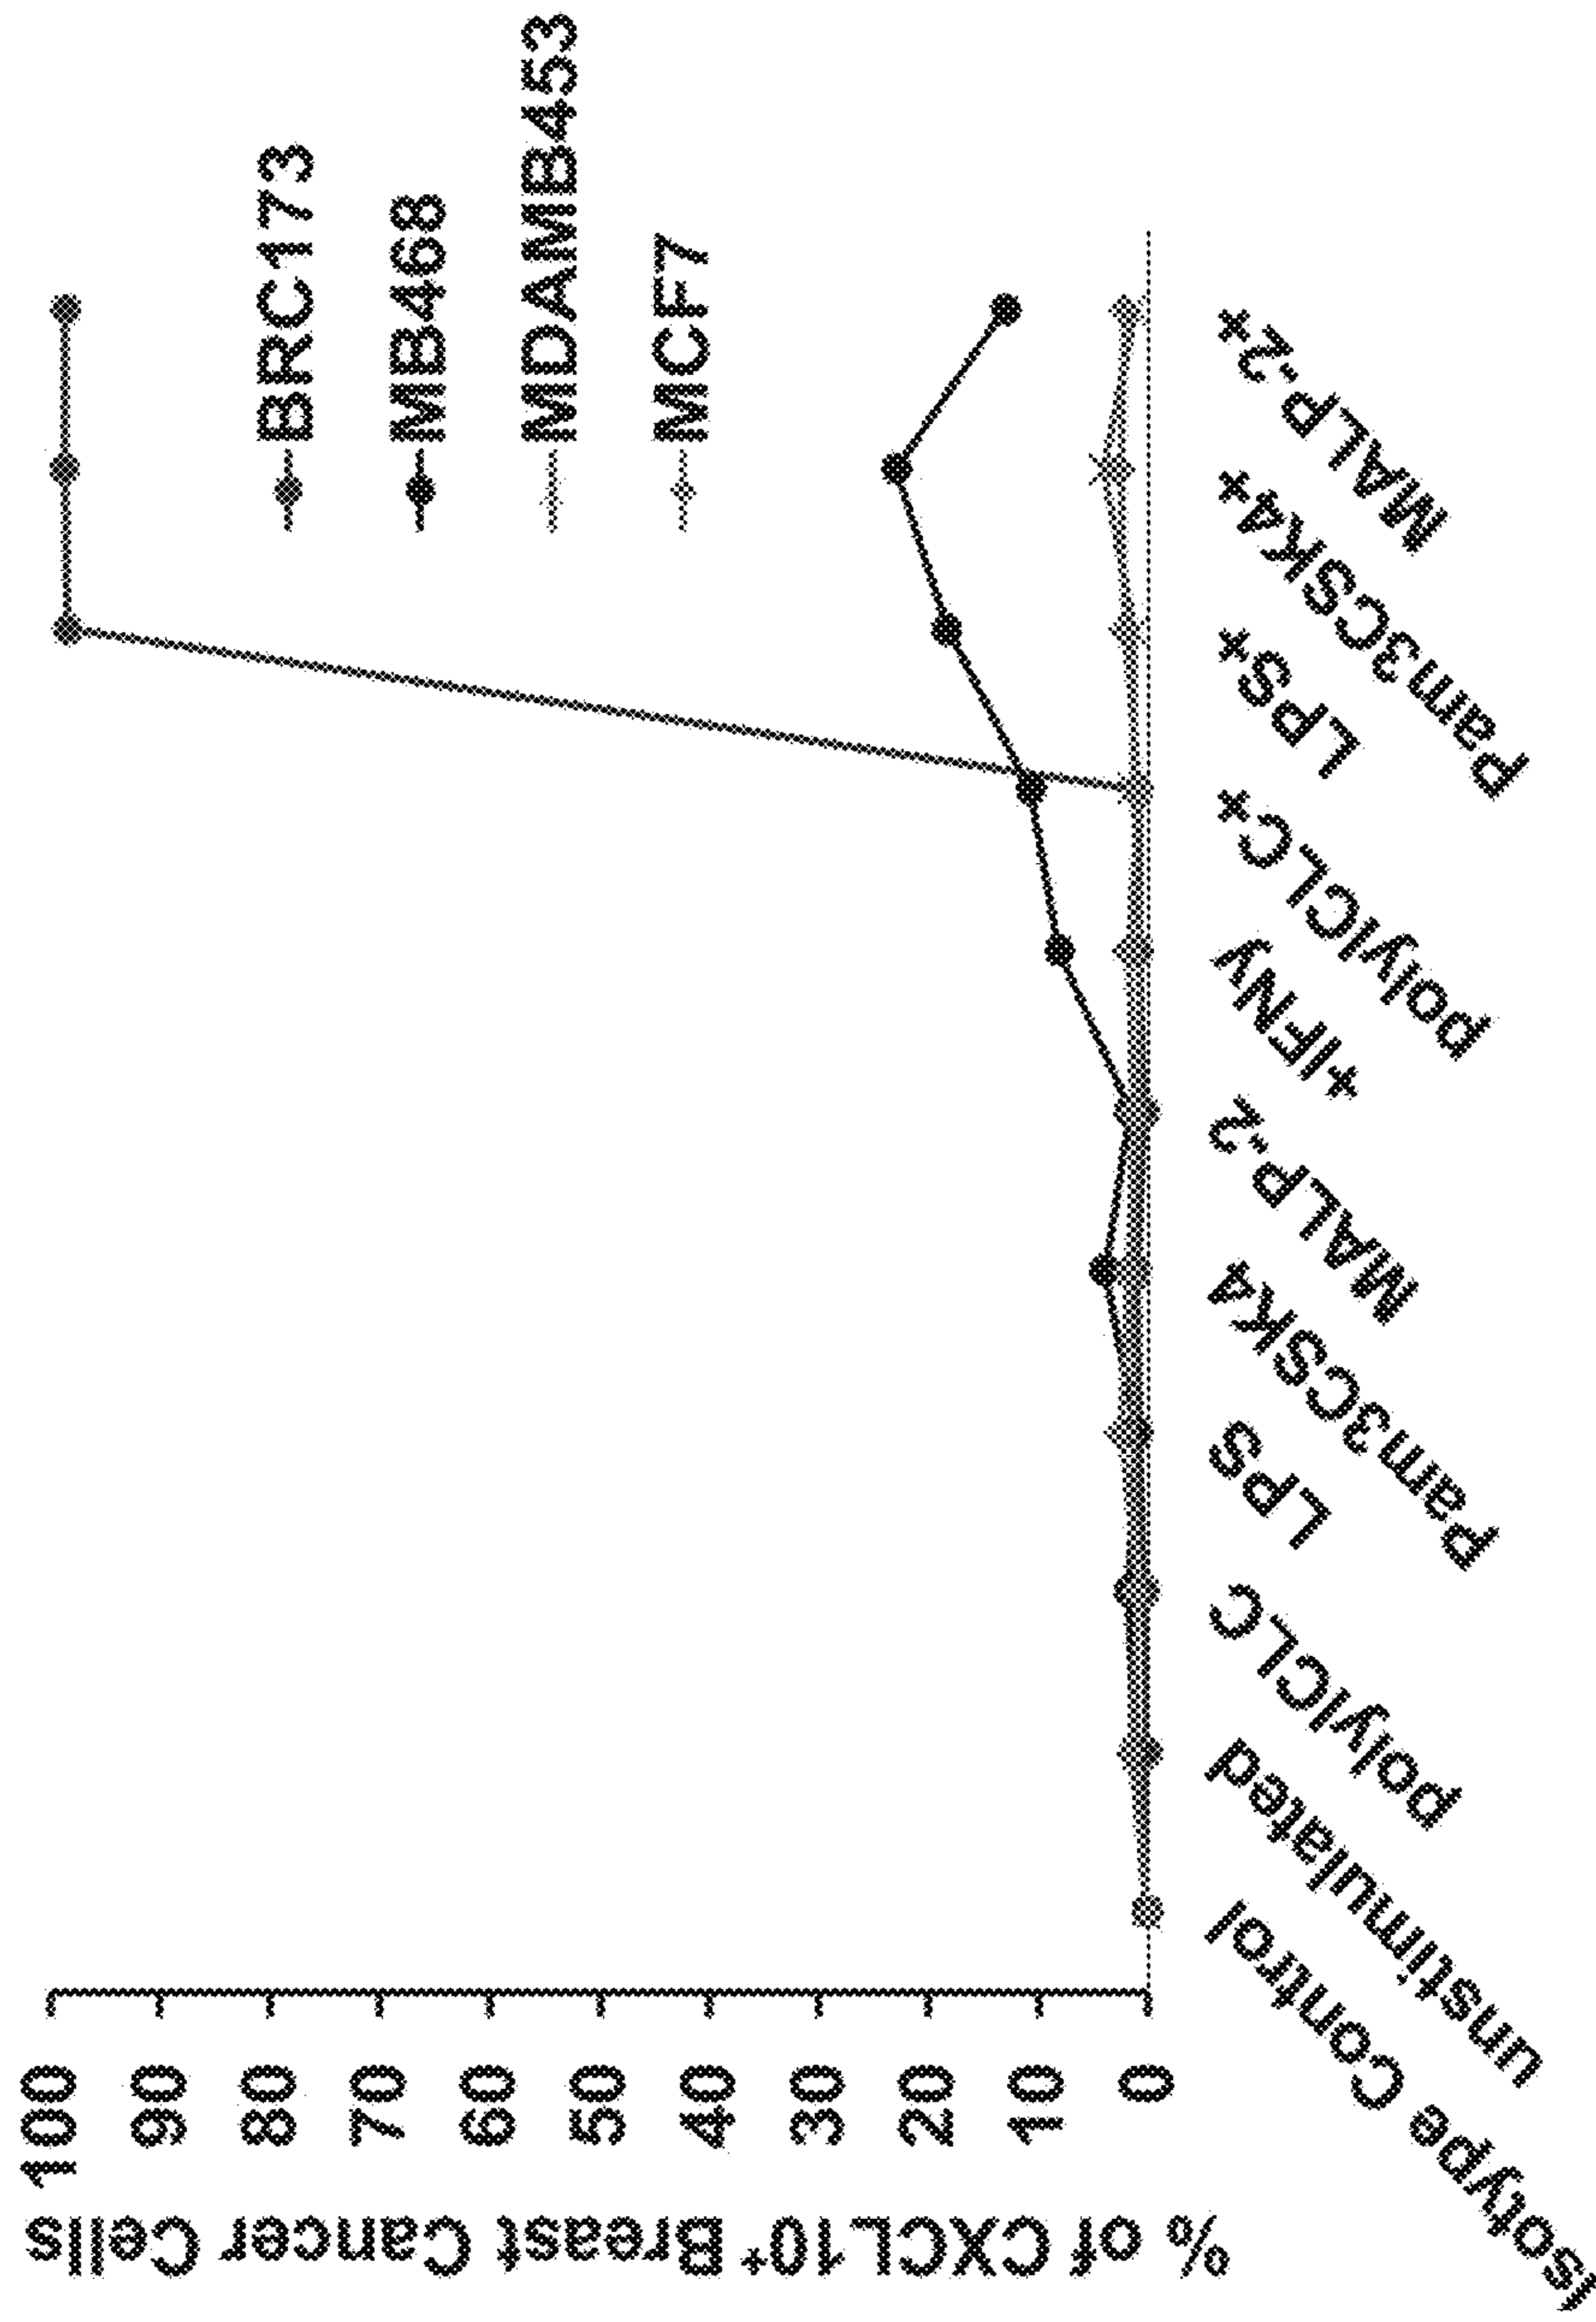 % of CXCL10+ Breast Cancer Cells
100
90
80
70
60
50
40
30
20
10
0
BRC173
MB468
MDAMB453
MCF7
Isotype Control
unstimulated
polyICLC
LPS
Pam3CSK4
MALP-2
+IFNγ
polyICLC+
LPS+
Pam3CSK4+
MALP-2+